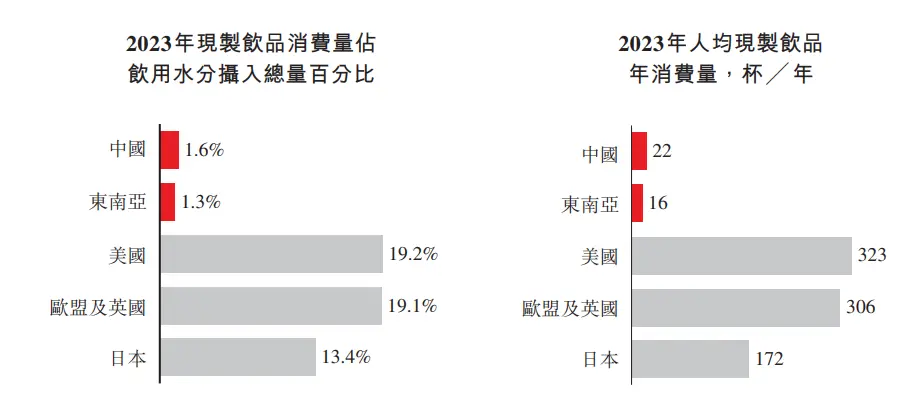 2023年現製飲品消費量佔
飲用水分攝入總量百分比
中國 1.6%
東南亞 1.3%
美國 19.2%
歐盟及英國 19.1%
日本 13.4%
2023年人均現製飲品
年消費量，杯／年
中國 22
東南亞 16
美國 323
歐盟及英國 306
日本 172